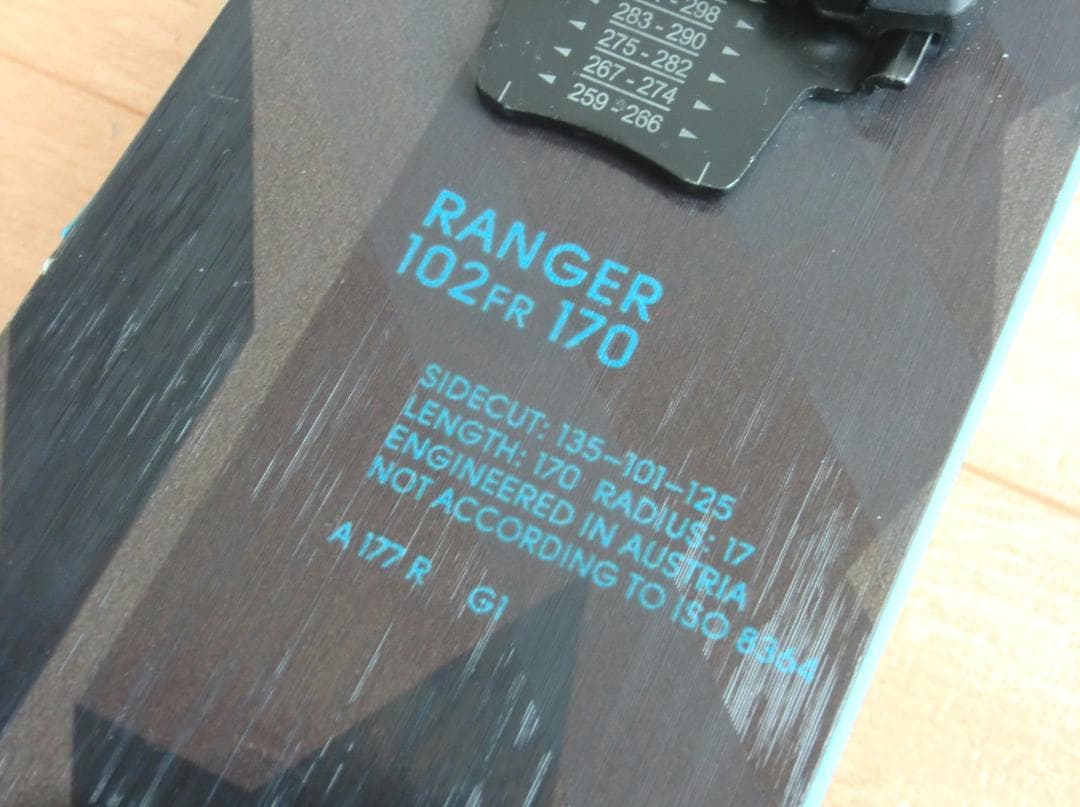 298
283 - 290
275 - 282
267 - 274
259 - 266
RANGER
102FR 170
SIDECUT: 135-101-125
LENGTH: 170 RADIUS: 17
ENGINEERED IN AUSTRIA
NOT ACCORDING TO ISO 8364
A 177 R G1